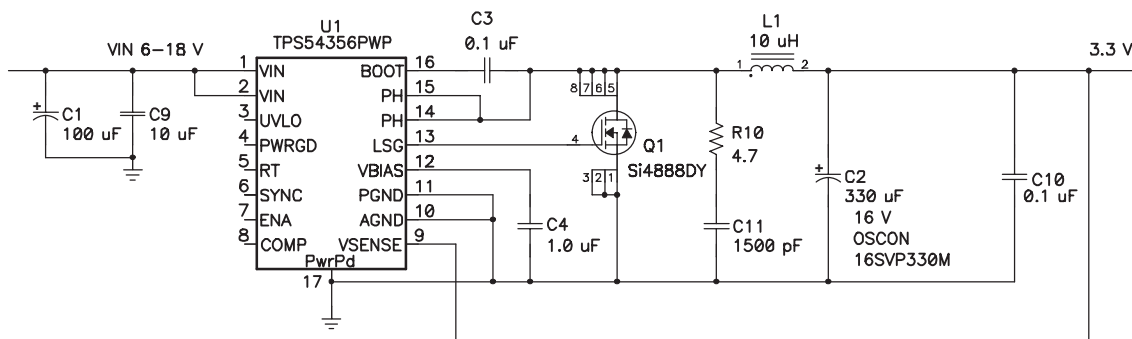 VIN 6–18 V
+
C1
100 uF
C9
10 uF
U1
TPS54356PWP
1 VIN
2 VIN
3 UVLO
4 PWRGD
5 RT
6 SYNC
7 ENA
8 COMP
BOOT 16
PH 15
PH 14
LSG 13
VBIAS 12
PGND 11
AGND 10
VSENSE 9
PwrPd
17
C3
0.1 uF
C4
1.0 uF
8 7 6 5
4
3 2 1
Q1
Si4888DY
R10
4.7
C11
1500 pF
L1
10 uH
1 2
+
C2
330 uF
16 V
OSCON
16SVP330M
C10
0.1 uF
3.3 V